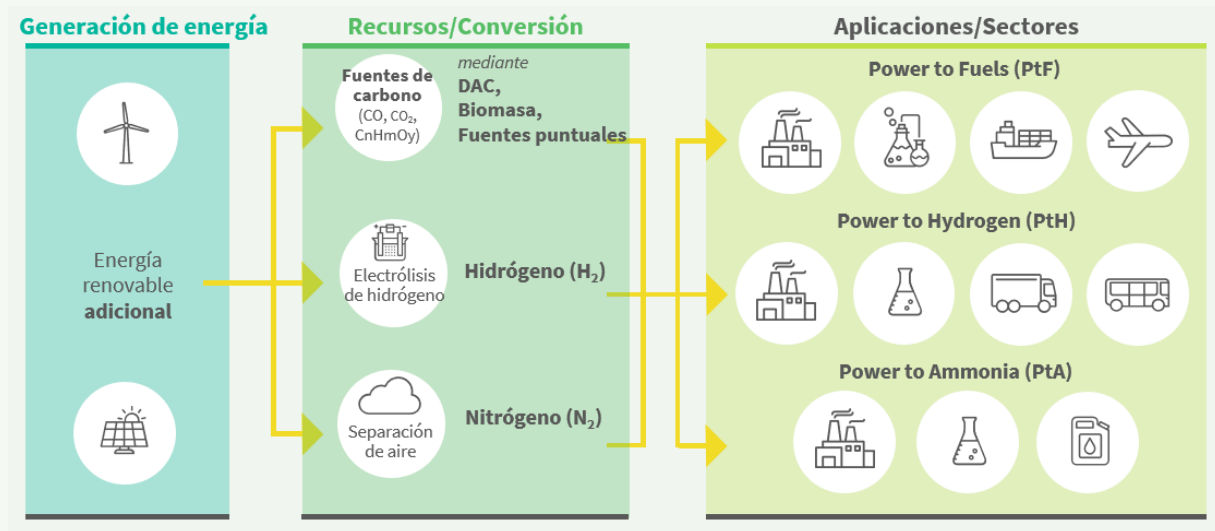 Generación de energía
Energía
renovable
adicional
Recursos/Conversión
Fuentes de
carbono
(CO, CO₂,
CnHmOy)
mediante
DAC,
Biomasa,
Fuentes puntuales
Electrólisis
de hidrógeno
Hidrógeno (H₂)
Separación
de aire
Nitrógeno (N₂)
Aplicaciones/Sectores
Power to Fuels (PtF)
Power to Hydrogen (PtH)
Power to Ammonia (PtA)